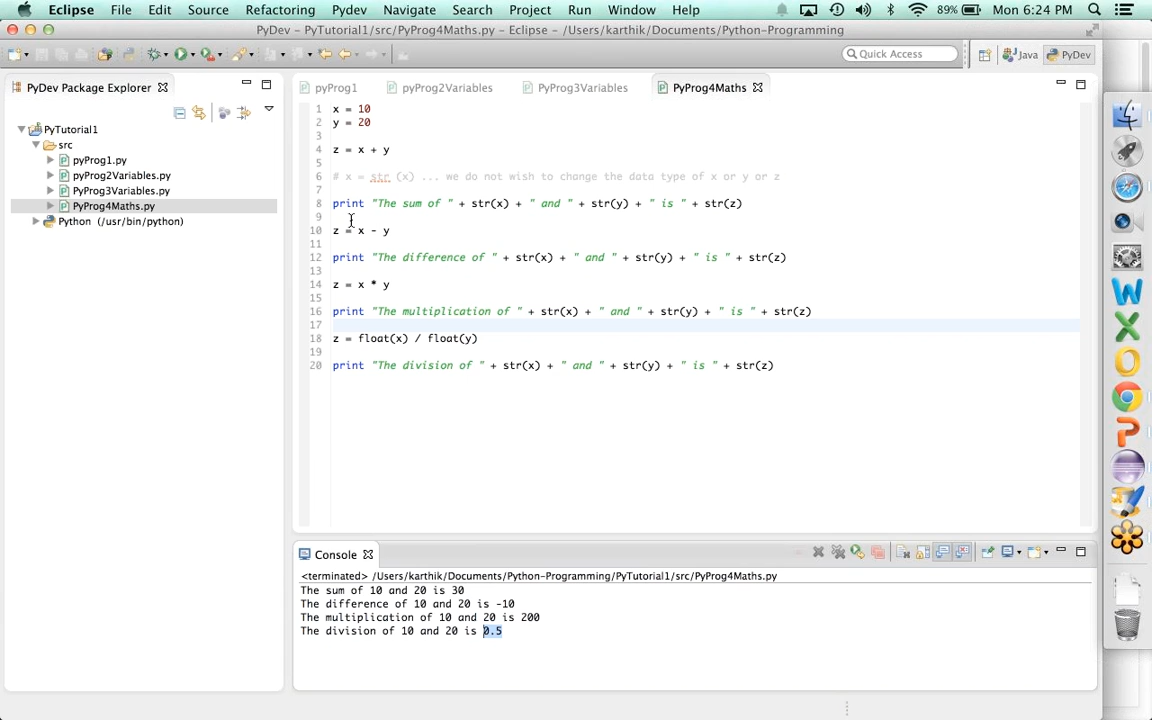 Eclipse File Edit Source Refactoring Pydev Navigate Search Project Run Window Help 89% Mon 6:24 PM
PyDev - PyTutorial1/src/PyProg4Maths.py - Eclipse - /Users/karthik/Documents/Python-Programming
Quick Access Java PyDev
PyDev Package Explorer
PyTutorial1
src
pyProg1.py
pyProg2Variables.py
PyProg3Variables.py
PyProg4Maths.py
Python (/usr/bin/python)
pyProg1 pyProg2Variables PyProg3Variables PyProg4Maths
1 x = 10
2 y = 20
3
4 z = x + y
5
6 # x = str (x) ... we do not wish to change the data type of x or y or z
7
8 print "The sum of " + str(x) + " and " + str(y) + " is " + str(z)
9
10 z = x - y
11
12 print "The difference of " + str(x) + " and " + str(y) + " is " + str(z)
13
14 z = x * y
15
16 print "The multiplication of " + str(x) + " and " + str(y) + " is " + str(z)
17
18 z = float(x) / float(y)
19
20 print "The division of " + str(x) + " and " + str(y) + " is " + str(z)
Console
<terminated> /Users/karthik/Documents/Python-Programming/PyTutorial1/src/PyProg4Maths.py
The sum of 10 and 20 is 30
The difference of 10 and 20 is -10
The multiplication of 10 and 20 is 200
The division of 10 and 20 is 0.5